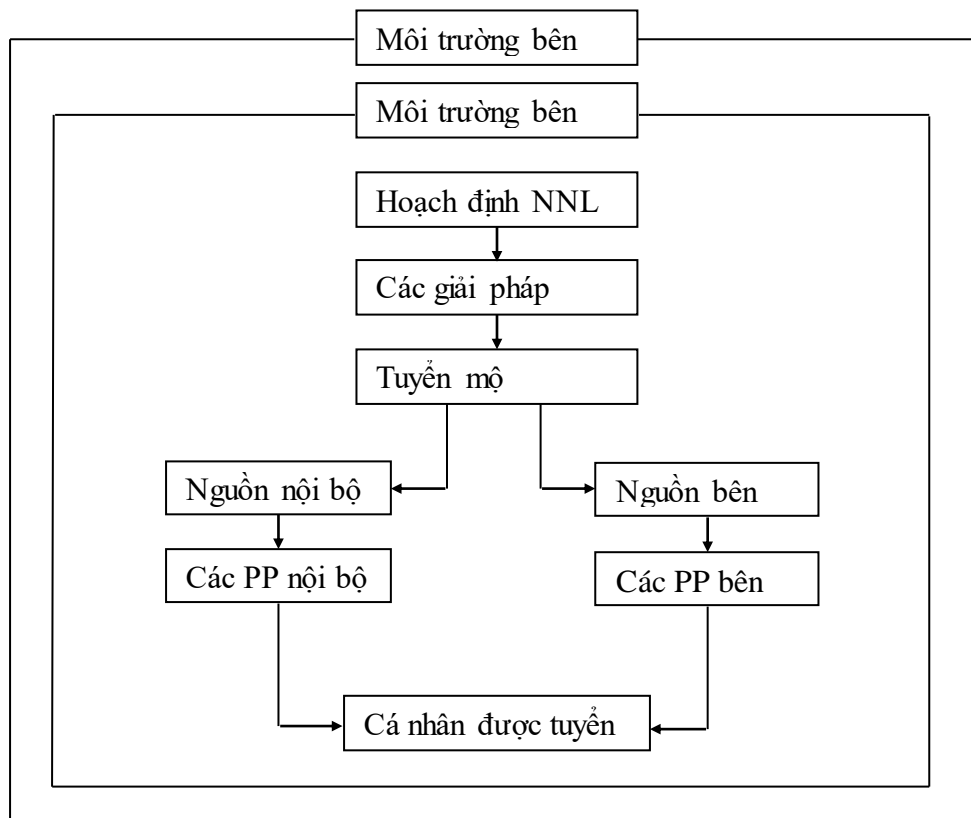 Môi trường bên
Môi trường bên
Hoạch định NNL
Các giải pháp
Tuyển mộ
Nguồn nội bộ
Nguồn bên
Các PP nội bộ
Các PP bên
Cá nhân được tuyển